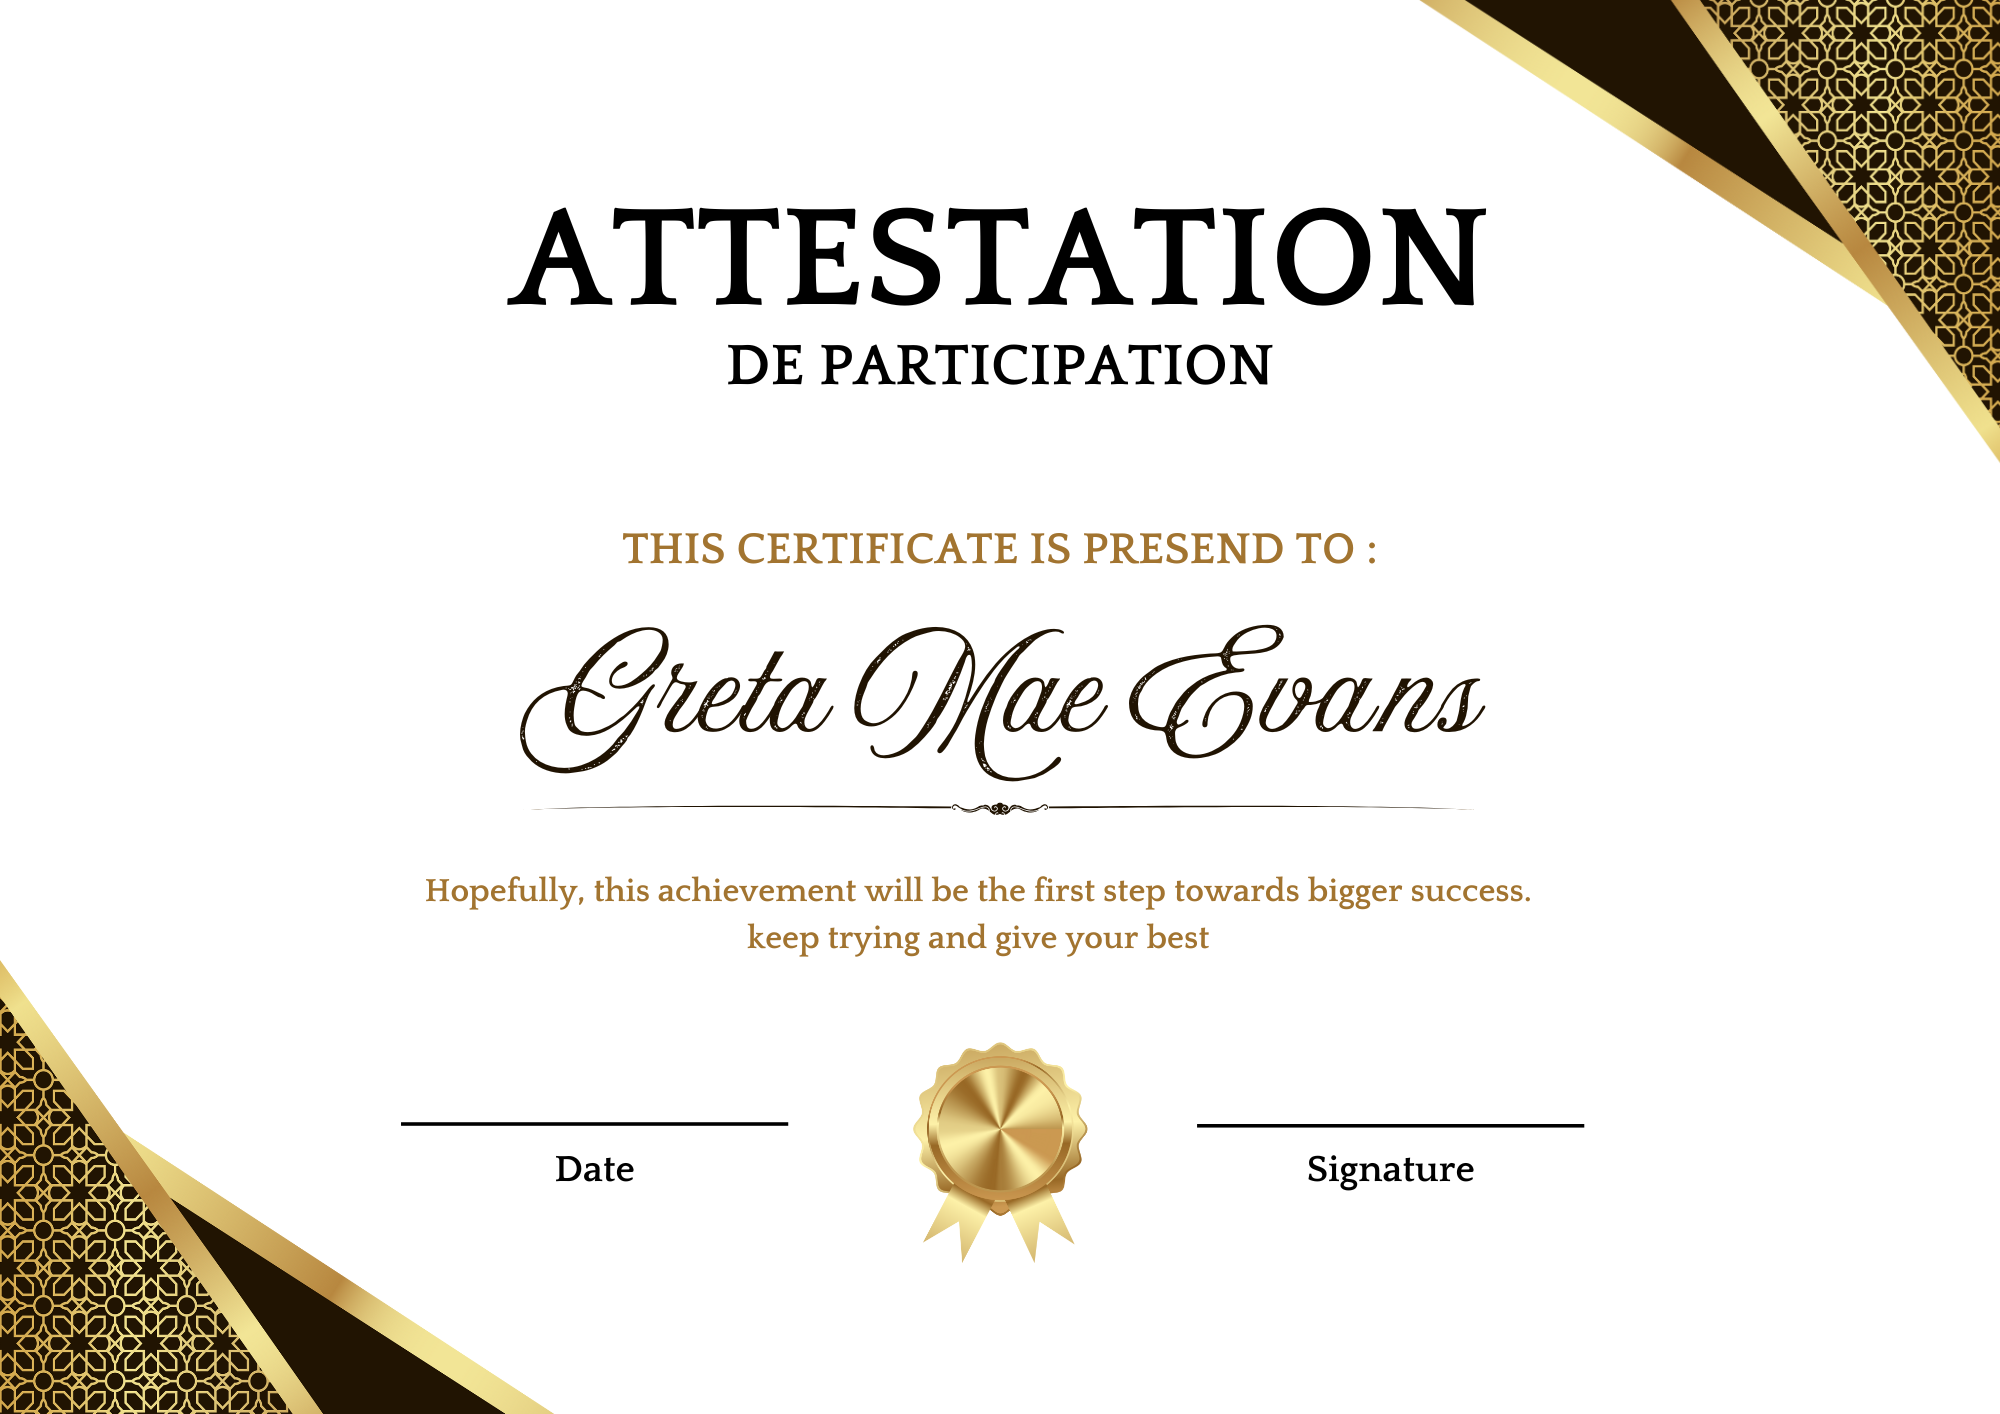 ATTESTATION
DE PARTICIPATION
THIS CERTIFICATE IS PRESEND TO :
Greta Mae Evans
Hopefully, this achievement will be the first step towards bigger success.
keep trying and give your best
Date
Signature